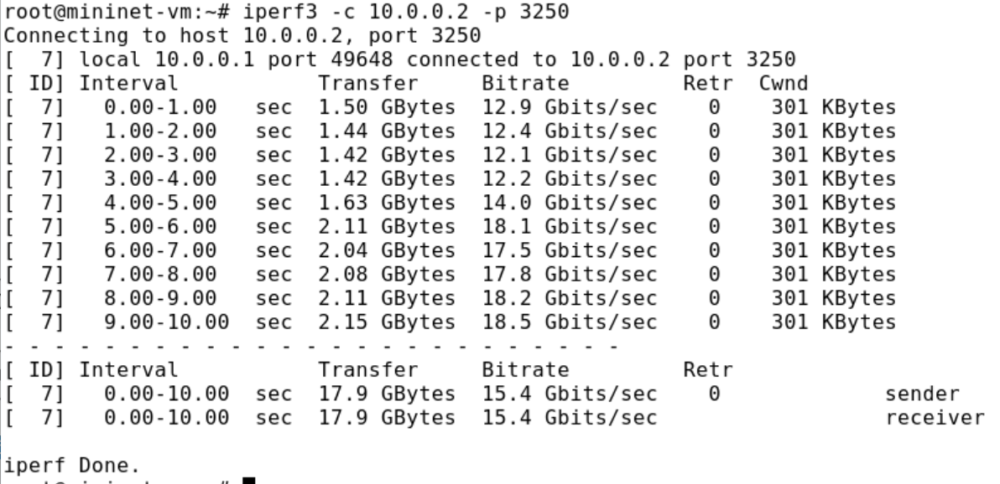 root@mininet-vm:~# iperf3 -c 10.0.0.2 -p 3250
Connecting to host 10.0.0.2, port 3250
[  7] local 10.0.0.1 port 49648 connected to 10.0.0.2 port 3250
[ ID] Interval           Transfer     Bitrate         Retr  Cwnd
[  7]   0.00-1.00   sec  1.50 GBytes  12.9 Gbits/sec    0    301 KBytes
[  7]   1.00-2.00   sec  1.44 GBytes  12.4 Gbits/sec    0    301 KBytes
[  7]   2.00-3.00   sec  1.42 GBytes  12.1 Gbits/sec    0    301 KBytes
[  7]   3.00-4.00   sec  1.42 GBytes  12.2 Gbits/sec    0    301 KBytes
[  7]   4.00-5.00   sec  1.63 GBytes  14.0 Gbits/sec    0    301 KBytes
[  7]   5.00-6.00   sec  2.11 GBytes  18.1 Gbits/sec    0    301 KBytes
[  7]   6.00-7.00   sec  2.04 GBytes  17.5 Gbits/sec    0    301 KBytes
[  7]   7.00-8.00   sec  2.08 GBytes  17.8 Gbits/sec    0    301 KBytes
[  7]   8.00-9.00   sec  2.11 GBytes  18.2 Gbits/sec    0    301 KBytes
[  7]   9.00-10.00  sec  2.15 GBytes  18.5 Gbits/sec    0    301 KBytes
- - - - - - - - - - - - - - - - - - - - - - - - -
[ ID] Interval           Transfer     Bitrate         Retr
[  7]   0.00-10.00  sec  17.9 GBytes  15.4 Gbits/sec    0             sender
[  7]   0.00-10.00  sec  17.9 GBytes  15.4 Gbits/sec                  receiver
iperf Done.